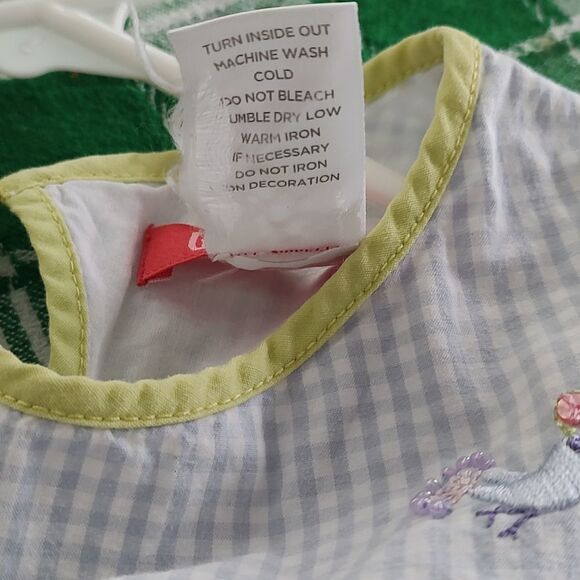 TURN INSIDE OUT
MACHINE WASH
COLD
DO NOT BLEACH
UMBLE DRY LOW
WARM IRON
IF NECESSARY
DO NOT IRON
ON DECORATION